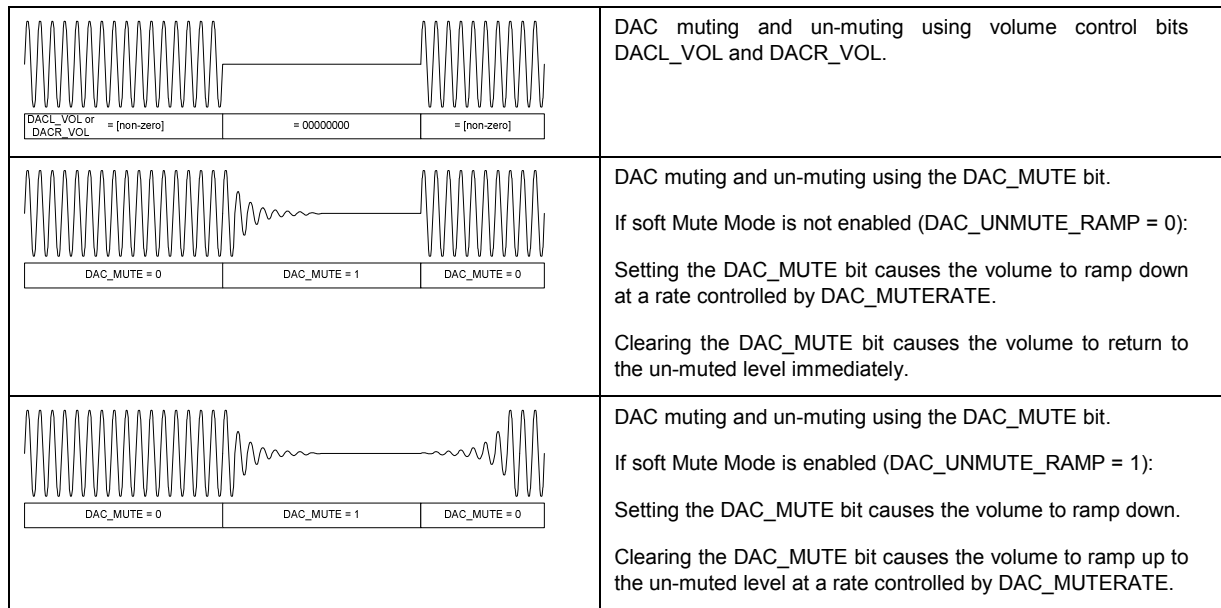 DACL_VOL or
DACR_VOL
= [non-zero]
= 00000000
= [non-zero]
DAC muting and un-muting using volume control bits
DACL_VOL and DACR_VOL.
DAC_MUTE = 0
DAC_MUTE = 1
DAC_MUTE = 0
DAC muting and un-muting using the DAC_MUTE bit.
If soft Mute Mode is not enabled (DAC_UNMUTE_RAMP = 0):
Setting the DAC_MUTE bit causes the volume to ramp down
at a rate controlled by DAC_MUTERATE.
Clearing the DAC_MUTE bit causes the volume to return to
the un-muted level immediately.
DAC_MUTE = 0
DAC_MUTE = 1
DAC_MUTE = 0
DAC muting and un-muting using the DAC_MUTE bit.
If soft Mute Mode is enabled (DAC_UNMUTE_RAMP = 1):
Setting the DAC_MUTE bit causes the volume to ramp down.
Clearing the DAC_MUTE bit causes the volume to ramp up to
the un-muted level at a rate controlled by DAC_MUTERATE.